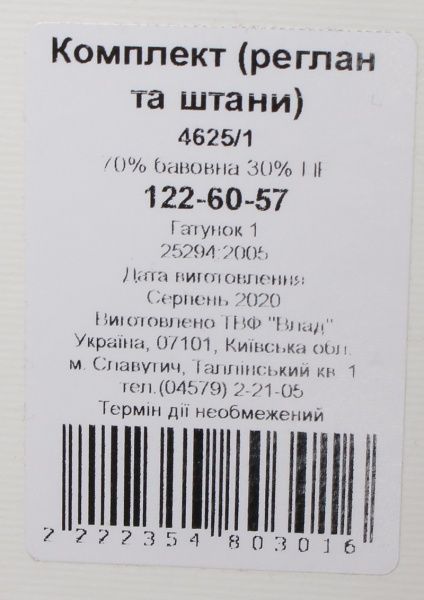 Комплект (реглан
та штани)
4625/1
70% бавовна 30% ПЕ
122-60-57
Гатунок 1
25294:2005
Дата виготовлення
Серпень 2020
Виготовлено ТВФ "Влад"
Україна, 07101, Київська обл.
м. Славутич, Таллінський кв. 1
тел.(04579) 2-21-05
Термін дії необмежений
2 222354 803016